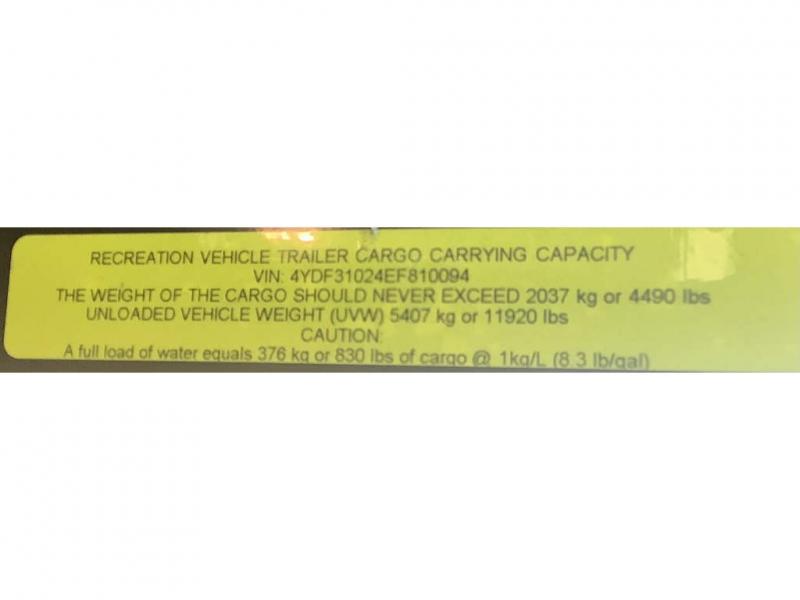 RECREATION VEHICLE TRAILER CARGO CARRYING CAPACITY
VIN: 4YDF31024EF810094
THE WEIGHT OF THE CARGO SHOULD NEVER EXCEED 2037 kg or 4490 lbs
UNLOADED VEHICLE WEIGHT (UVW) 5407 kg or 11920 lbs
CAUTION:
A full load of water equals 376 kg or 830 lbs of cargo @ 1kg/L (8.3 lb/gal)